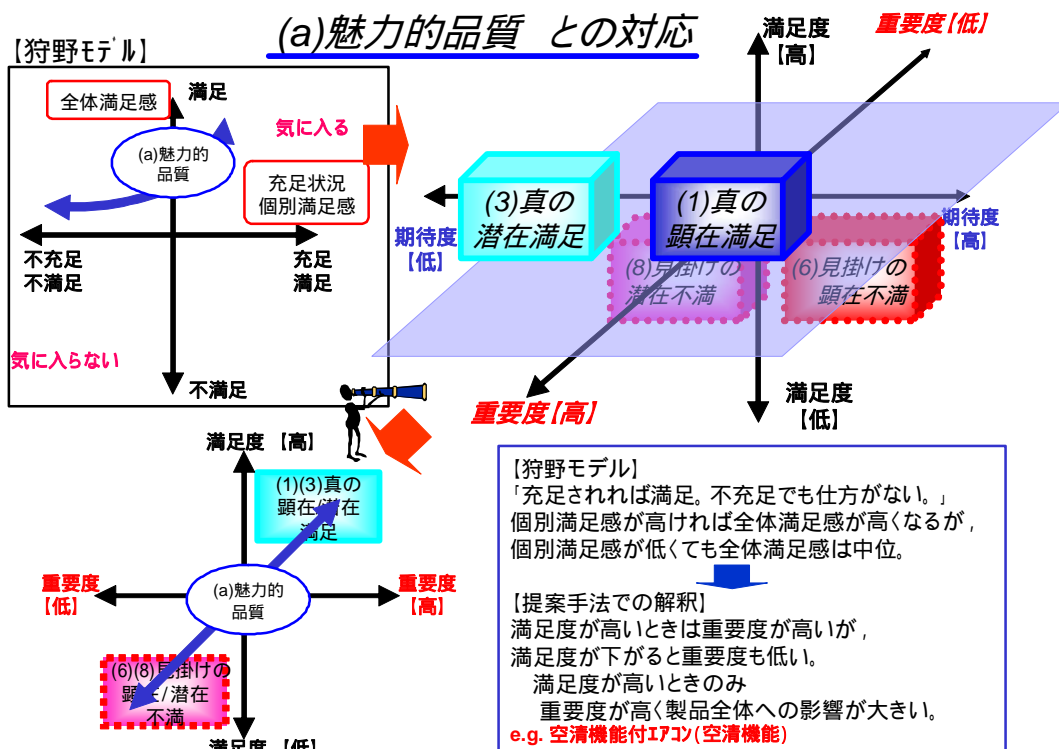 (a)魅力的品質 との対応
【狩野モデル】
全体満足感
満足
気に入る
(a)魅力的
品質
充足状況
個別満足感
不充足
不満足
充足
満足
気に入らない
不満足
満足度
【高】
重要度【低】
(3)真の
潜在満足
(1)真の
顕在満足
期待度
【低】
期待度
【高】
(8)見掛けの
潜在不満
(6)見掛けの
顕在不満
重要度【高】
満足度
【低】
満足度 【高】
(1)(3)真の
顕在/潜在
満足
重要度
【低】
(a)魅力的
品質
重要度
【高】
(6)(8)見掛けの
顕在/潜在
不満
満足度 【低】
【狩野モデル】
「充足されれば満足。不充足でも仕方がない。」
個別満足感が高ければ全体満足感が高くなるが,
個別満足感が低くても全体満足感は中位。
【提案手法での解釈】
満足度が高いときは重要度が高いが,
満足度が下がると重要度も低い。
満足度が高いときのみ
重要度が高く製品全体への影響が大きい。
e.g. 空清機能付エアコン(空清機能)